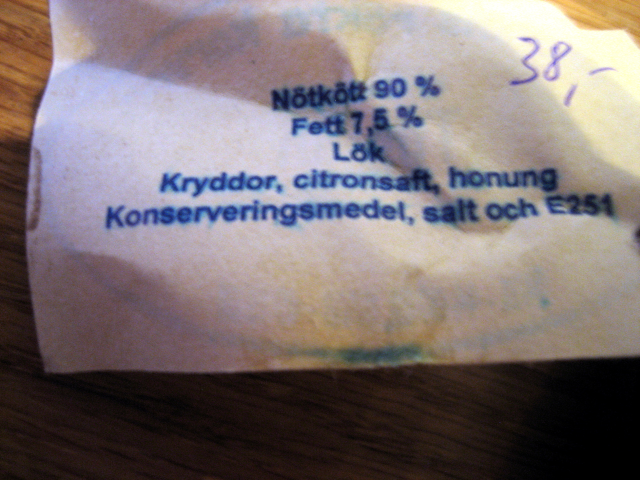 38,-
Nötkött 90 %
Fett 7,5 %
Lök
Kryddor, citronsaft, honung
Konserveringsmedel, salt och E251